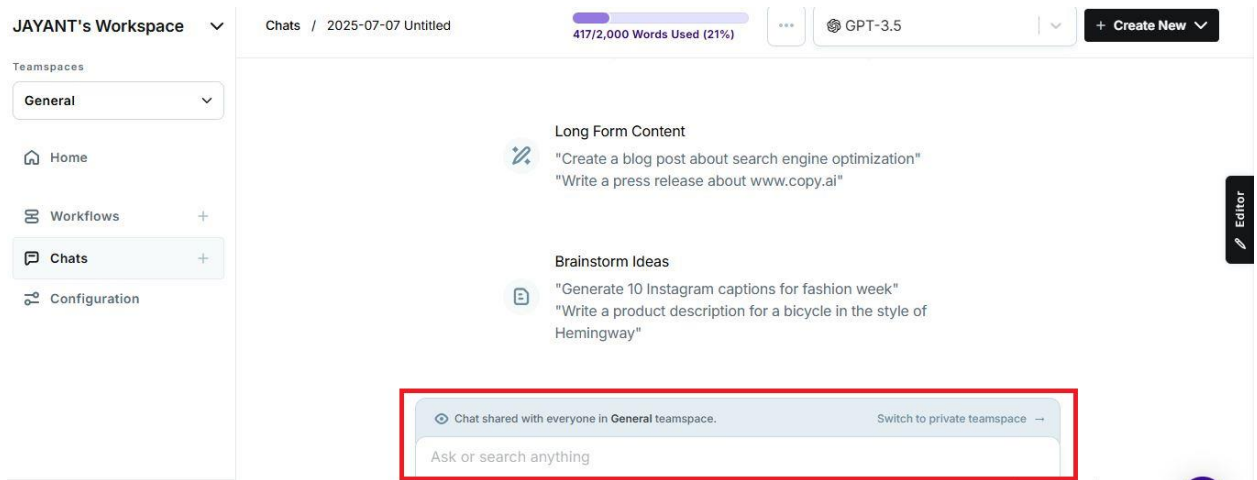 JAYANT's Workspace
Teamspaces
General
Home
Workflows
Chats
Configuration
Chats / 2025-07-07 Untitled
417/2,000 Words Used (21%)
GPT-3.5
+ Create New
Long Form Content
"Create a blog post about search engine optimization"
"Write a press release about www.copy.ai"
Brainstorm Ideas
"Generate 10 Instagram captions for fashion week"
"Write a product description for a bicycle in the style of
Hemingway"
Chat shared with everyone in General teamspace.
Switch to private teamspace →
Ask or search anything
Editor